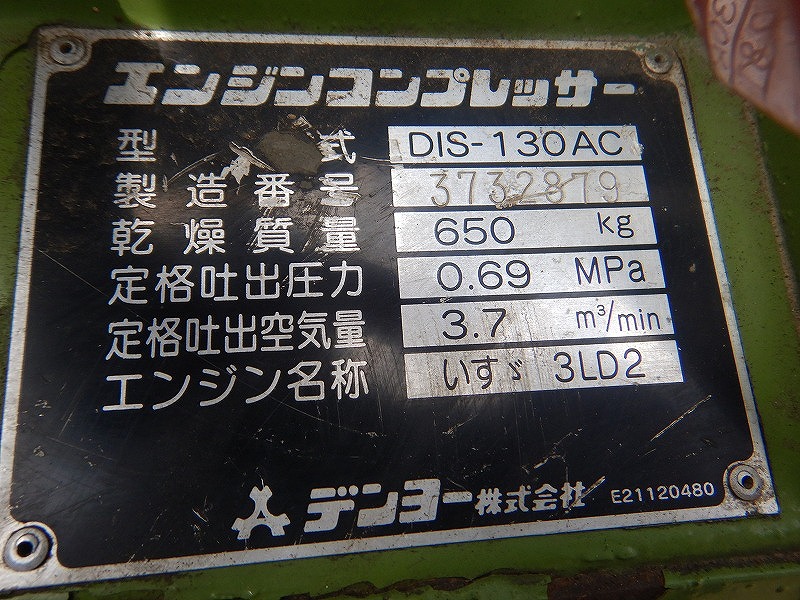 エンジンコンプレッサー
型式 DIS-130AC
製造番号 3732879
乾燥質量 650 kg
定格吐出圧力 0.69 MPa
定格吐出空気量 3.7 m³/min
エンジン名称 いすゞ 3LD2
デンヨー株式会社 E21120480